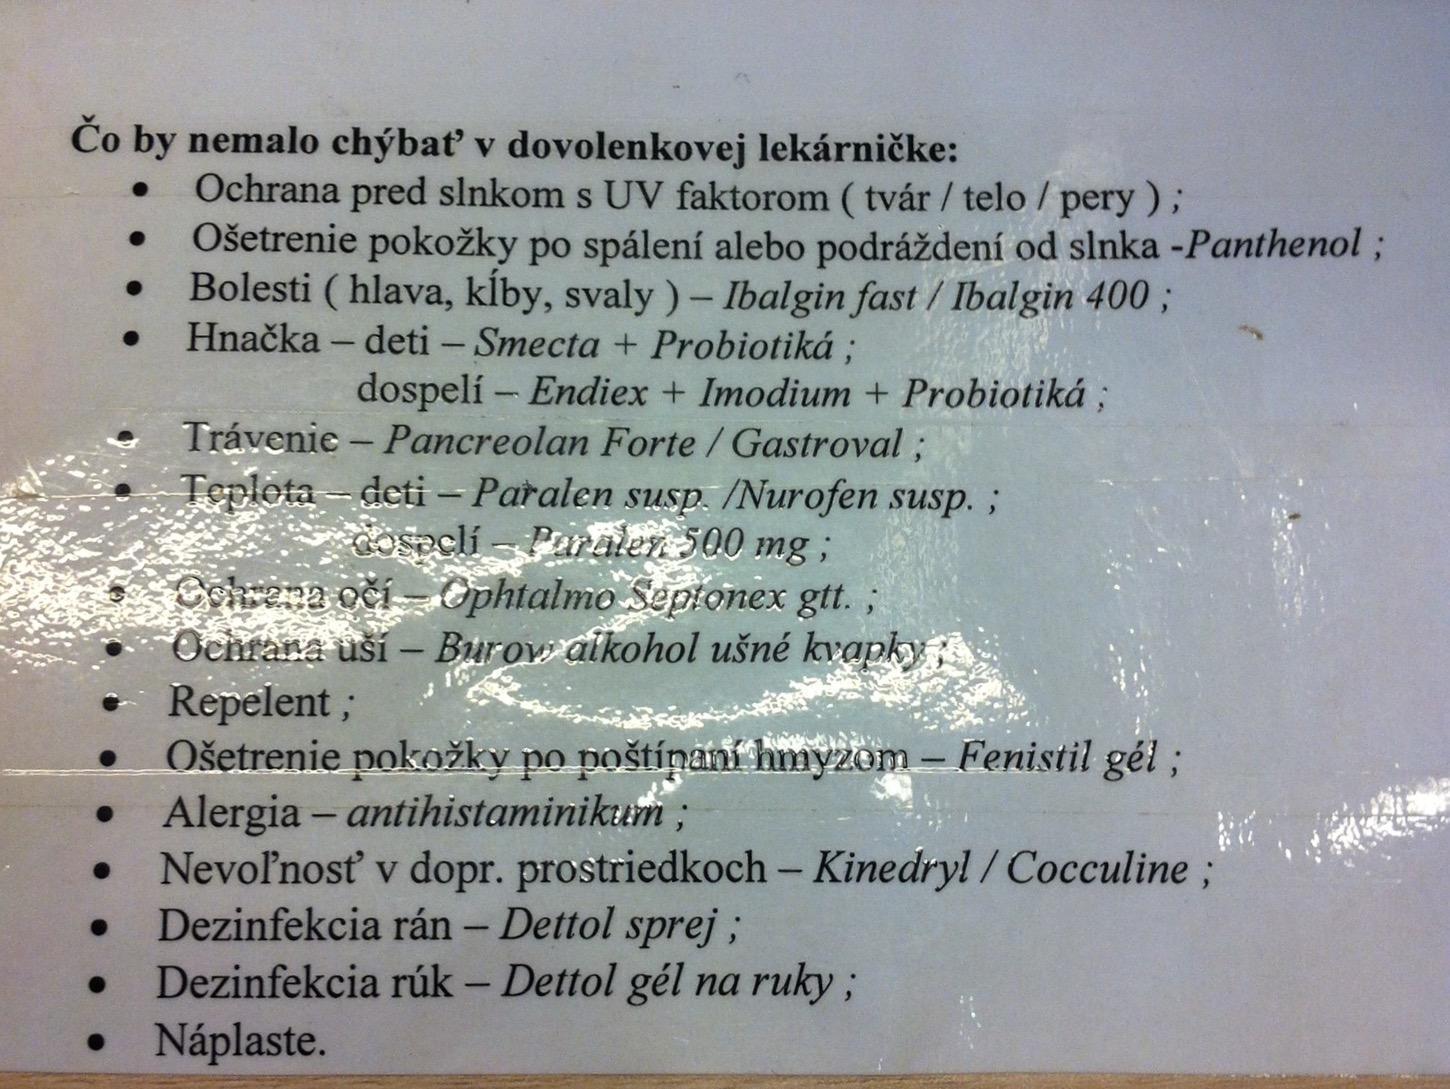 Čo by nemalo chýbať v dovolenkovej lekárničke:
• Ochrana pred slnkom s UV faktorom ( tvár / telo / pery ) ;
• Ošetrenie pokožky po spálení alebo podráždení od slnka -Panthenol ;
• Bolesti ( hlava, kĺby, svaly ) – Ibalgin fast / Ibalgin 400 ;
• Hnačka – deti – Smecta + Probiotiká ;
dospelí – Endiex + Imodium + Probiotiká ;
• Trávenie – Pancreolan Forte / Gastroval ;
• Teplota – deti – Paralen susp. /Nurofen susp. ;
dospelí – Paralen 500 mg ;
• Ochrana očí – Ophtalmo Septonex gtt. ;
• Ochrana uší – Burow alkohol ušné kvapky ;
• Repelent ;
• Ošetrenie pokožky po poštípaní hmyzom – Fenistil gél ;
• Alergia – antihistaminikum ;
• Nevoľnosť v dopr. prostriedkoch – Kinedryl / Cocculine ;
• Dezinfekcia rán – Dettol sprej ;
• Dezinfekcia rúk – Dettol gél na ruky ;
• Náplaste.